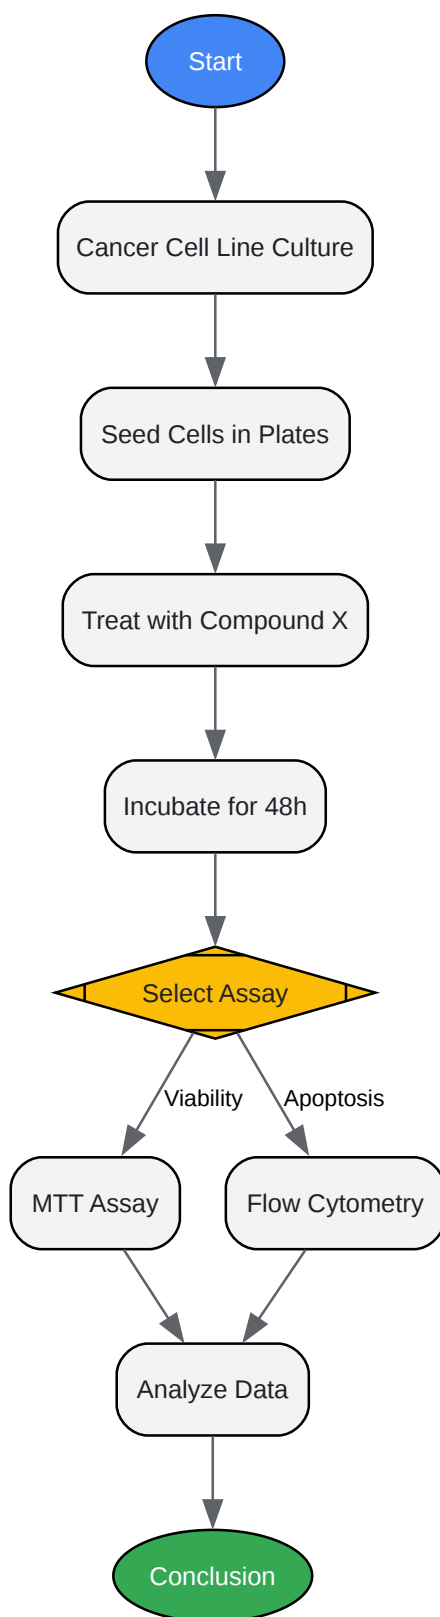 Start
Cancer Cell Line Culture
Seed Cells in Plates
Treat with Compound X
Incubate for 48h
Select Assay
Viability
Apoptosis
MTT Assay
Flow Cytometry
Analyze Data
Conclusion